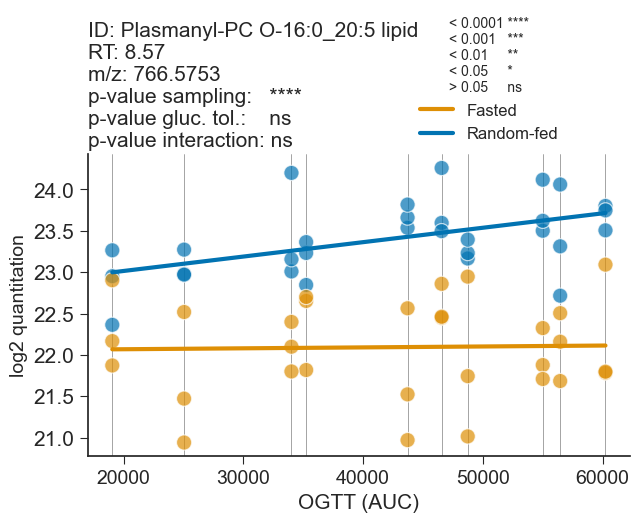 ID: Plasmanyl-PC O-16:0_20:5 lipid
RT: 8.57
m/z: 766.5753
p-value sampling: ****
p-value gluc. tol.: ns
p-value interaction: ns
< 0.0001 ****
< 0.001 ***
< 0.01 **
< 0.05 *
> 0.05 ns
Fasted
Random-fed
log2 quantitation
24.0
23.5
23.0
22.5
22.0
21.5
21.0
20000 30000 40000 50000 60000
OGTT (AUC)